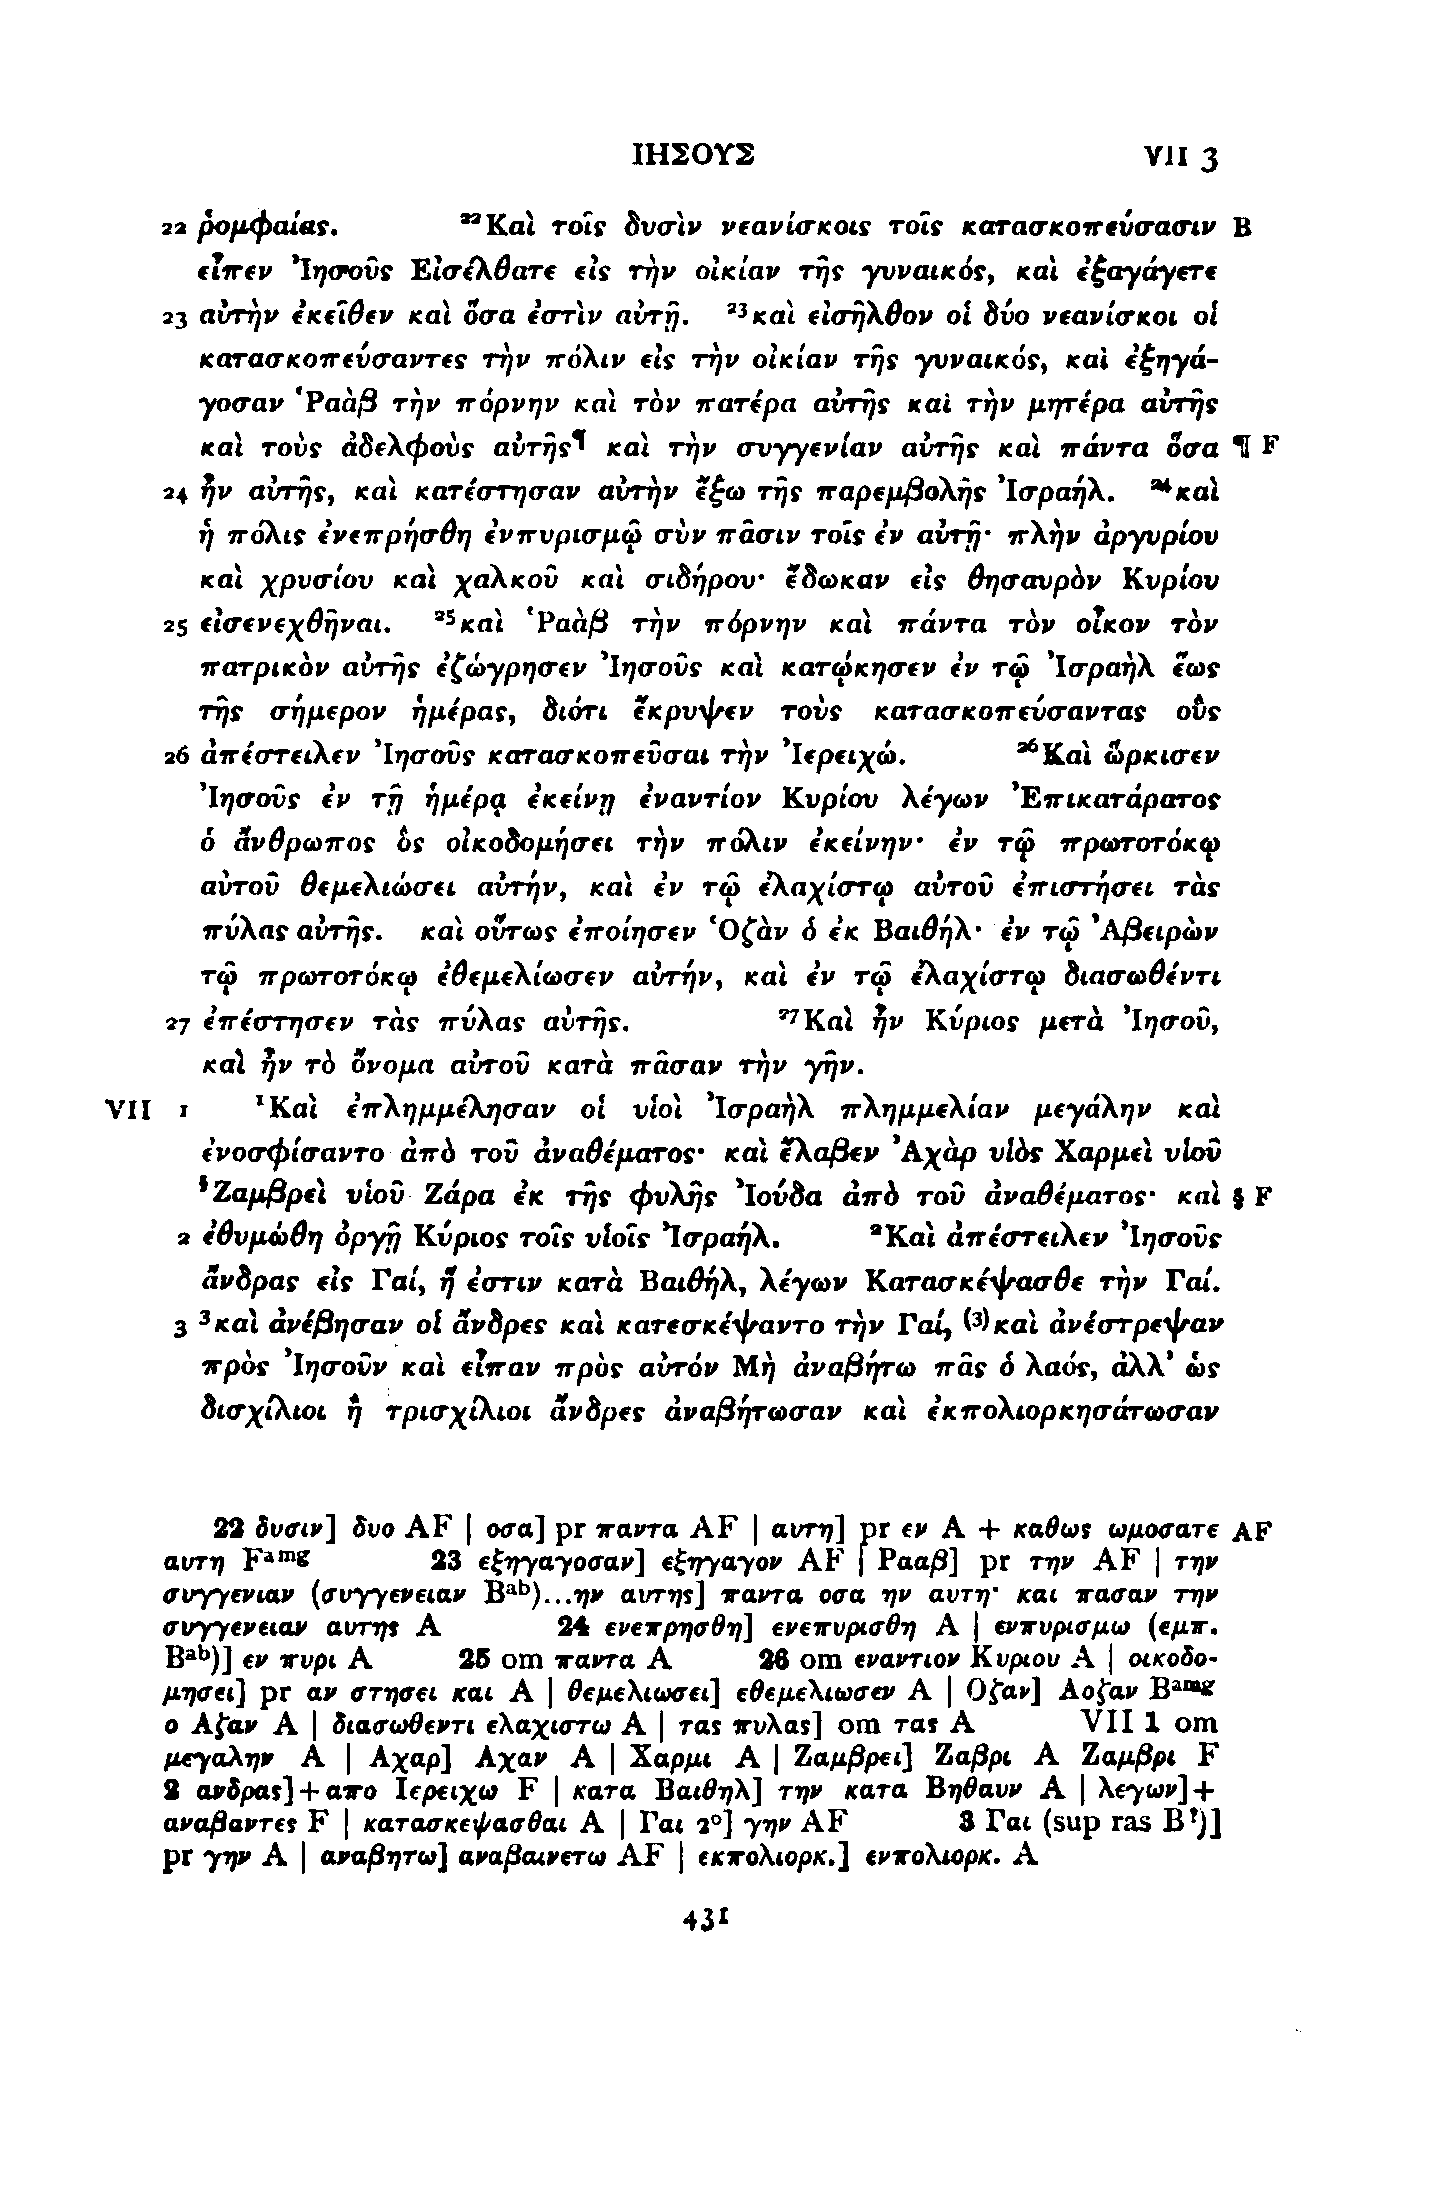 ΙΗΣΟΥΣ VII 3
22 ῥομφαίας. ²²Καὶ τοῖς δυσὶν νεανίσκοις τοῖς κατασκοπεύσασιν B
εἶπεν Ἰησοῦς Εἰσέλθατε εἰς τὴν οἰκίαν τῆς γυναικός, καὶ ἐξαγάγετε
23 αὐτὴν ἐκεῖθεν καὶ ὅσα ἐστὶν αὐτῇ. ²³καὶ εἰσῆλθον οἱ δύο νεανίσκοι οἱ
κατασκοπεύσαντες τὴν πόλιν εἰς τὴν οἰκίαν τῆς γυναικός, καὶ ἐξηγά-
γοσαν Ῥαὰβ τὴν πόρνην καὶ τὸν πατέρα αὐτῆς καὶ τὴν μητέρα αὐτῆς
καὶ τοὺς ἀδελφοὺς αὐτῆς¶ καὶ τὴν συγγενίαν αὐτῆς καὶ πάντα ὅσα ¶ F
24 ἦν αὐτῆς, καὶ κατέστησαν αὐτὴν ἔξω τῆς παρεμβολῆς Ἰσραήλ. ²⁴καὶ
ἡ πόλις ἐνεπρήσθη ἐνπυρισμῷ σὺν πᾶσιν τοῖς ἐν αὐτῇ· πλὴν ἀργυρίου
καὶ χρυσίου καὶ χαλκοῦ καὶ σιδήρου· ἔδωκαν εἰς θησαυρὸν Κυρίου
25 εἰσενεχθῆναι. ²⁵καὶ Ῥαὰβ τὴν πόρνην καὶ πάντα τὸν οἶκον τὸν
πατρικὸν αὐτῆς ἐζώγρησεν Ἰησοῦς καὶ κατῴκησεν ἐν τῷ Ἰσραὴλ ἕως
τῆς σήμερον ἡμέρας, διότι ἔκρυψεν τοὺς κατασκοπεύσαντας οὓς
26 ἀπέστειλεν Ἰησοῦς κατασκοπεῦσαι τὴν Ἰερειχώ. ²⁶Καὶ ὥρκισεν
Ἰησοῦς ἐν τῇ ἡμέρᾳ ἐκείνῃ ἐναντίον Κυρίου λέγων Ἐπικατάρατος
ὁ ἄνθρωπος ὃς οἰκοδομήσει τὴν πόλιν ἐκείνην· ἐν τῷ πρωτοτόκῳ
αὐτοῦ θεμελιώσει αὐτήν, καὶ ἐν τῷ ἐλαχίστῳ αὐτοῦ ἐπιστήσει τὰς
πύλας αὐτῆς. καὶ οὕτως ἐποίησεν Ὁζὰν ὁ ἐκ Βαιθήλ· ἐν τῷ Ἀβειρὼν
τῷ πρωτοτόκῳ ἐθεμελίωσεν αὐτήν, καὶ ἐν τῷ ἐλαχίστῳ διασωθέντι
27 ἐπέστησεν τὰς πύλας αὐτῆς. ²⁷Καὶ ἦν Κύριος μετὰ Ἰησοῦ,
καὶ ἦν τὸ ὄνομα αὐτοῦ κατὰ πᾶσαν τὴν γῆν.
VII 1 ¹Καὶ ἐπλημμέλησαν οἱ υἱοὶ Ἰσραὴλ πλημμελίαν μεγάλην καὶ
ἐνοσφίσαντο ἀπὸ τοῦ ἀναθέματος· καὶ ἔλαβεν Ἀχὰρ υἱὸς Χαρμεὶ υἱοῦ
§Ζαμβρεὶ υἱοῦ Ζάρα ἐκ τῆς φυλῆς Ἰούδα ἀπὸ τοῦ ἀναθέματος· καὶ § F
2 ἐθυμώθη ὀργῇ Κύριος τοῖς υἱοῖς Ἰσραήλ. ²Καὶ ἀπέστειλεν Ἰησοῦς
ἄνδρας εἰς Γαί, ἥ ἐστιν κατὰ Βαιθήλ, λέγων Κατασκέψασθε τὴν Γαί.
3 ³καὶ ἀνέβησαν οἱ ἄνδρες καὶ κατεσκέψαντο τὴν Γαί, ⁽³⁾καὶ ἀνέστρεψαν
πρὸς Ἰησοῦν καὶ εἶπαν πρὸς αὐτόν Μὴ ἀναβήτω πᾶς ὁ λαός, ἀλλ’ ὡς
δισχίλιοι ἢ τρισχίλιοι ἄνδρες ἀναβήτωσαν καὶ ἐκπολιορκησάτωσαν
22 δυσιν] δυο AF | οσα] pr παντα AF | αυτη] pr εν A + καθως ωμοσατε AF
αυτη Fᵃᵐᵍ 23 εξηγαγοσαν] εξηγαγον AF | Ρααβ] pr την AF | την
συγγενιαν (συγγενειαν Bᵃᵇ)...ην αυτης] παντα οσα ην αυτη· και πασαν την
συγγενειαν αυτης A 24 ενεπρησθη] ενεπυρισθη A | ενπυρισμω (εμπ.
Bᵃᵇ)] εν πυρι A 25 om παντα A 26 om εναντιον Κυριου A | οικοδο-
μησει] pr αν στησει και A | θεμελιωσει] εθεμελιωσεν A | Οζαν] Αοζαν Bᵃᵐᵍ
ο Αζαν A | διασωθεντι ελαχιστω A | τας πυλας] om τας A VII 1 om
μεγαλην A | Αχαρ] Αχαν A | Χαρμι A | Ζαμβρει] Ζαβρι A Ζαμβρι F
2 ανδρας]+απο Ιερειχω F | κατα Βαιθηλ] την κατα Βηθαυν A | λεγων]+
αναβαντες F | κατασκεψασθαι A | Γαι 2°] γην AF 3 Γαι (sup ras Bˀ)]
pr γην A | αναβητω] αναβαινετω AF | εκπολιορκ.] ενπολιορκ. A
431